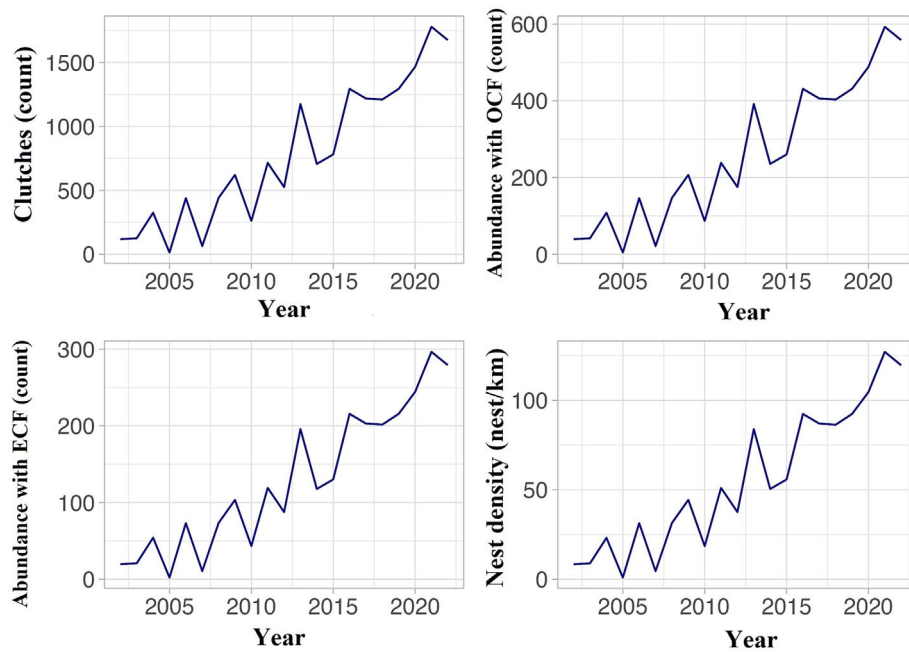 Clutches (count)
1500
1000
500
0
2005 2010 2015 2020
Year
Abundance with OCF (count)
600
400
200
0
2005 2010 2015 2020
Year
Abundance with ECF (count)
300
200
100
0
2005 2010 2015 2020
Year
Nest density (nest/km)
100
50
0
2005 2010 2015 2020
Year